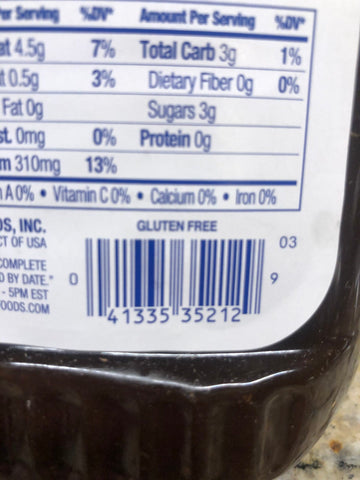 er Serving %DV* Amount Per Serving %DV*
at 4.5g 7% Total Carb 3g 1%
t 0.5g 3% Dietary Fiber 0g 0%
Fat 0g Sugars 3g
st. 0mg 0% Protein 0g
m 310mg 13%
A 0% • Vitamin C 0% • Calcium 0% • Iron 0%
DS, INC. GLUTEN FREE
CT OF USA 03
COMPLETE
D BY DATE." 0 9
- 5PM EST
OODS.COM 41335 35212